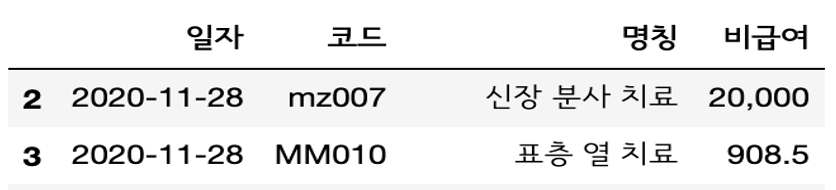 일자 코드 명칭 비급여
2 2020-11-28 mz007 신장 분사 치료 20,000
3 2020-11-28 MM010 표층 열 치료 908.5